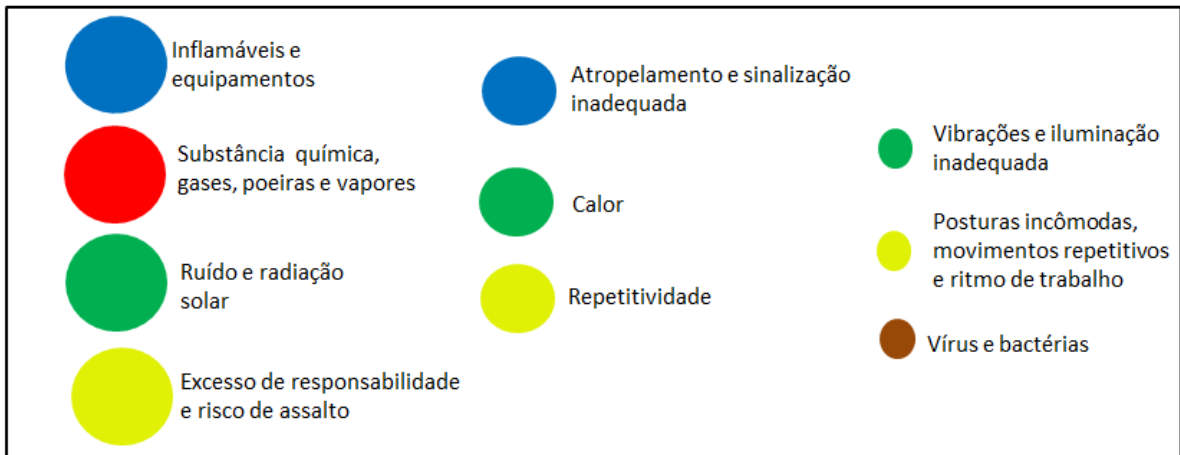 Inflamáveis e
equipamentos
Substância química,
gases, poeiras e vapores
Ruído e radiação
solar
Excesso de responsabilidade
e risco de assalto
Atropelamento e sinalização
inadequada
Calor
Repetitividade
Vibrações e iluminação
inadequada
Posturas incômodas,
movimentos repetitivos
e ritmo de trabalho
Vírus e bactérias